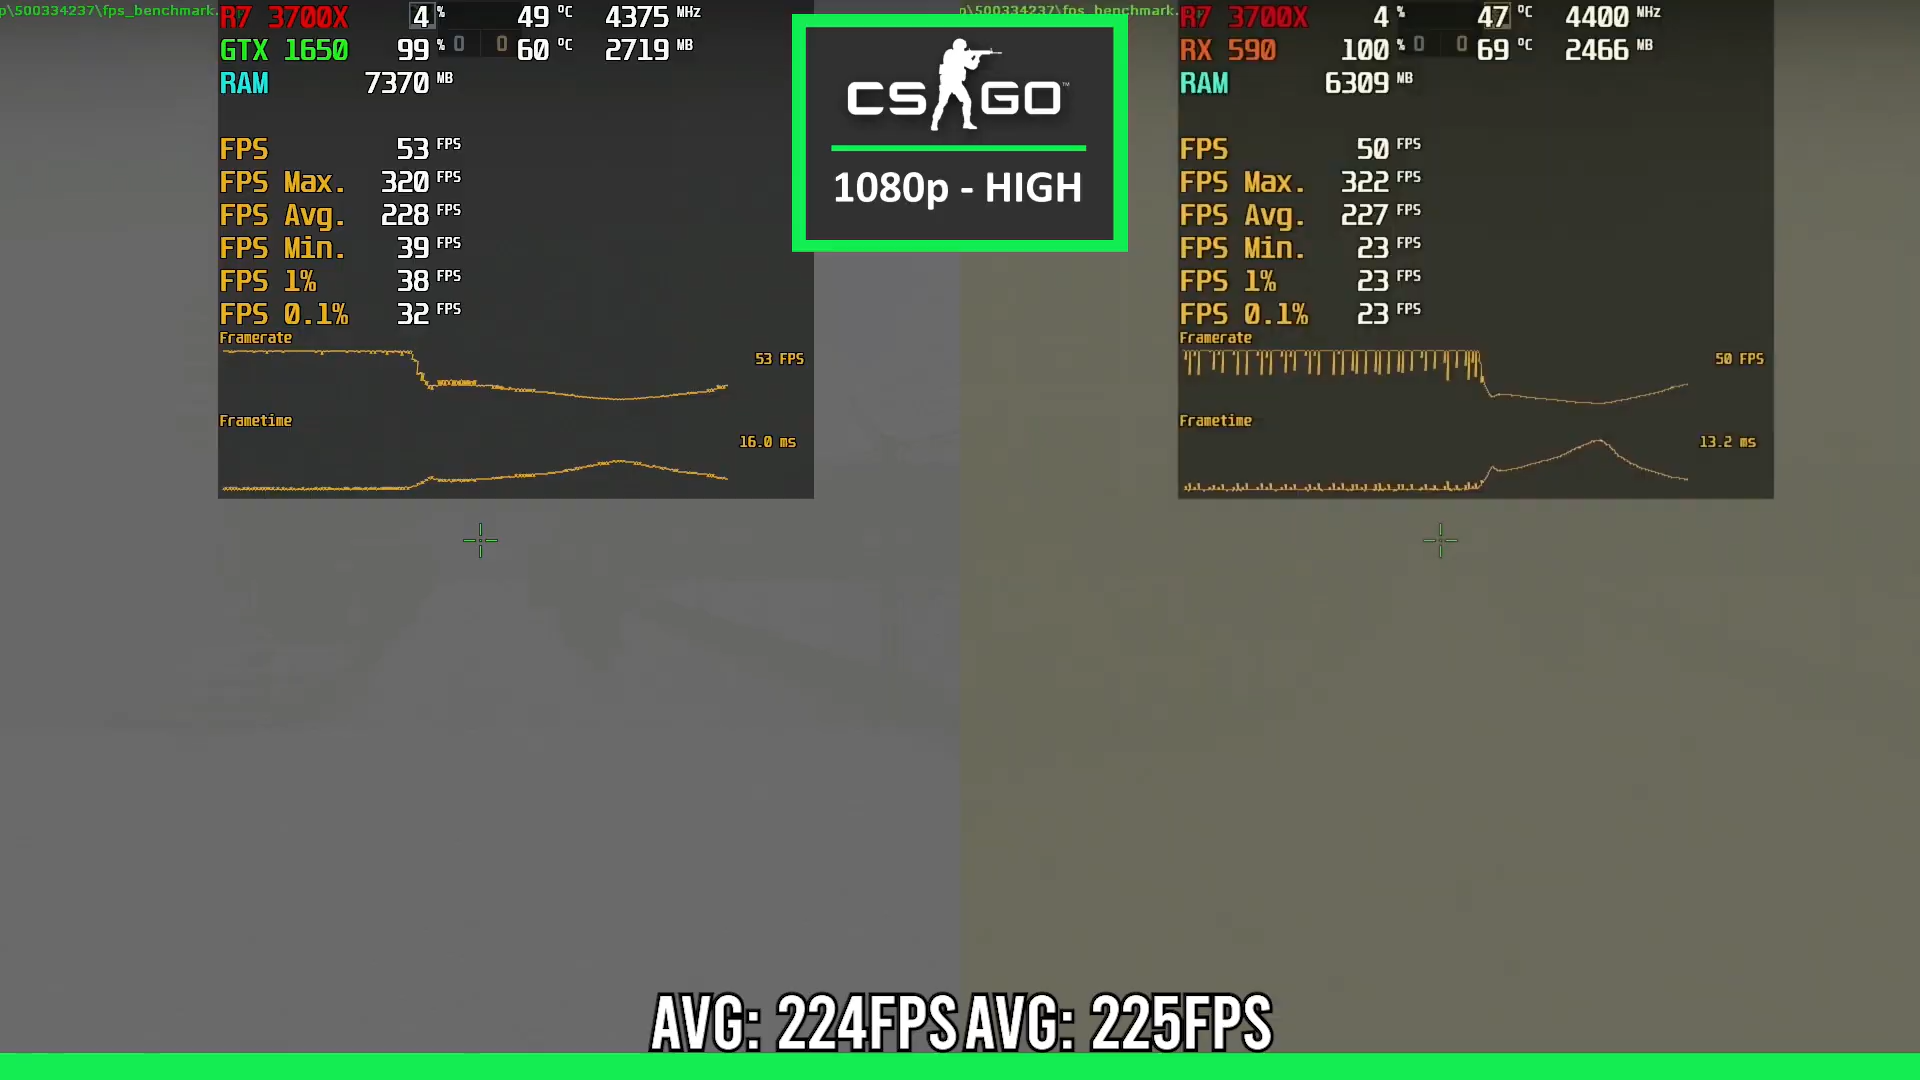 p\500334237\fps_benchmark.
R7 3700X 4 % 49 °C 4375 MHz
GTX 1650 99 % 0 0 60 °C 2719 MB
RAM 7370 MB
FPS 53 FPS
FPS Max. 320 FPS
FPS Avg. 228 FPS
FPS Min. 39 FPS
FPS 1% 38 FPS
FPS 0.1% 32 FPS
Framerate
53 FPS
Frametime
16.0 ms
CS GO™
1080p - HIGH
p\500334237\fps_benchmark.
R7 3700X 4 % 47 °C 4400 MHz
RX 590 100 % 0 0 69 °C 2466 MB
RAM 6309 MB
FPS 50 FPS
FPS Max. 322 FPS
FPS Avg. 227 FPS
FPS Min. 23 FPS
FPS 1% 23 FPS
FPS 0.1% 23 FPS
Framerate
50 FPS
Frametime
13.2 ms
AVG: 224FPS AVG: 225FPS